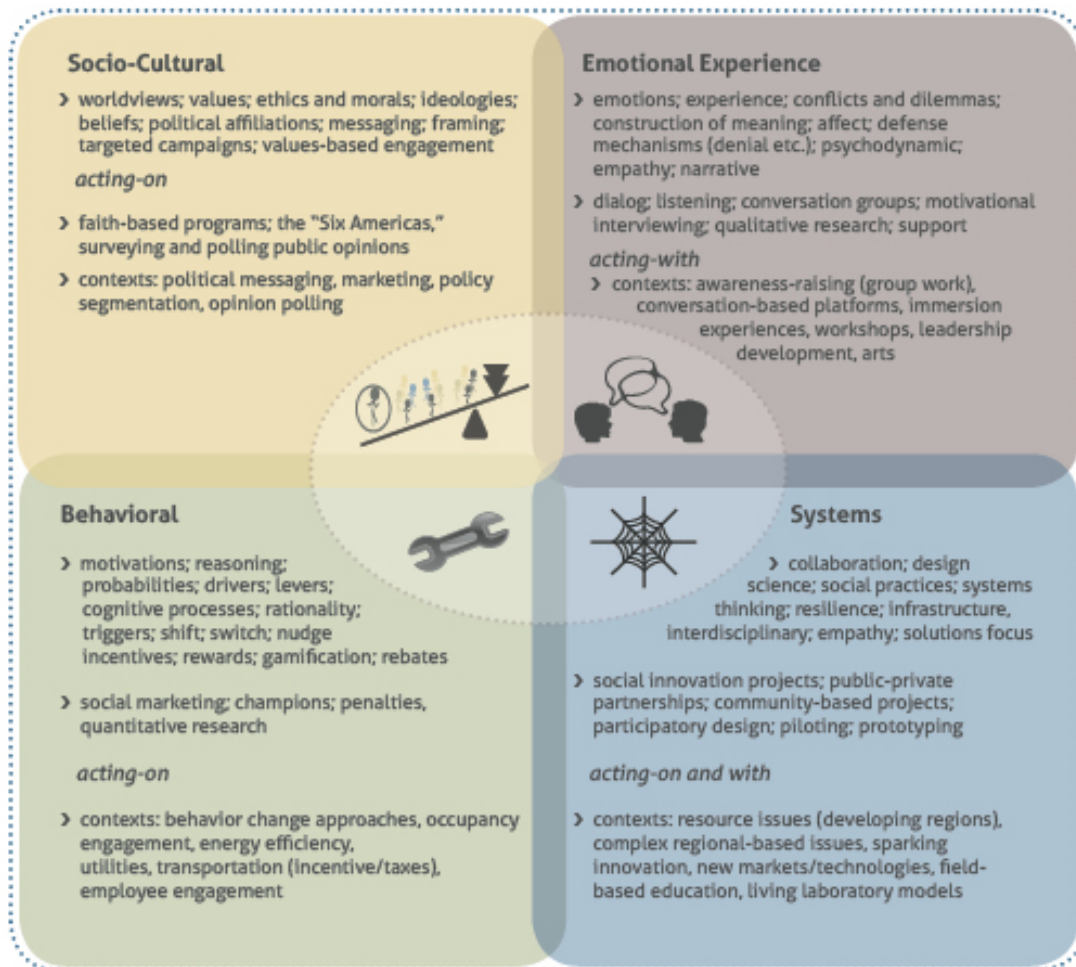 Socio-Cultural
› worldviews; values; ethics and morals; ideologies;
beliefs; political affiliations; messaging; framing;
targeted campaigns; values-based engagement
acting-on
› faith-based programs; the “Six Americas,”
surveying and polling public opinions
› contexts: political messaging, marketing, policy
segmentation, opinion polling
Emotional Experience
› emotions; experience; conflicts and dilemmas;
construction of meaning; affect; defense
mechanisms (denial etc.); psychodynamic;
empathy; narrative
› dialog; listening; conversation groups; motivational
interviewing; qualitative research; support
acting-with
› contexts: awareness-raising (group work),
conversation-based platforms, immersion
experiences, workshops, leadership
development, arts
Behavioral
› motivations; reasoning;
probabilities; drivers; levers;
cognitive processes; rationality;
triggers; shift; switch; nudge
incentives; rewards; gamification; rebates
› social marketing; champions; penalties,
quantitative research
acting-on
› contexts: behavior change approaches, occupancy
engagement, energy efficiency,
utilities, transportation (incentive/taxes),
employee engagement
Systems
› collaboration; design
science; social practices; systems
thinking; resilience; infrastructure,
interdisciplinary; empathy; solutions focus
› social innovation projects; public-private
partnerships; community-based projects;
participatory design; piloting; prototyping
acting-on and with
› contexts: resource issues (developing regions),
complex regional-based issues, sparking
innovation, new markets/technologies, field-
based education, living laboratory models